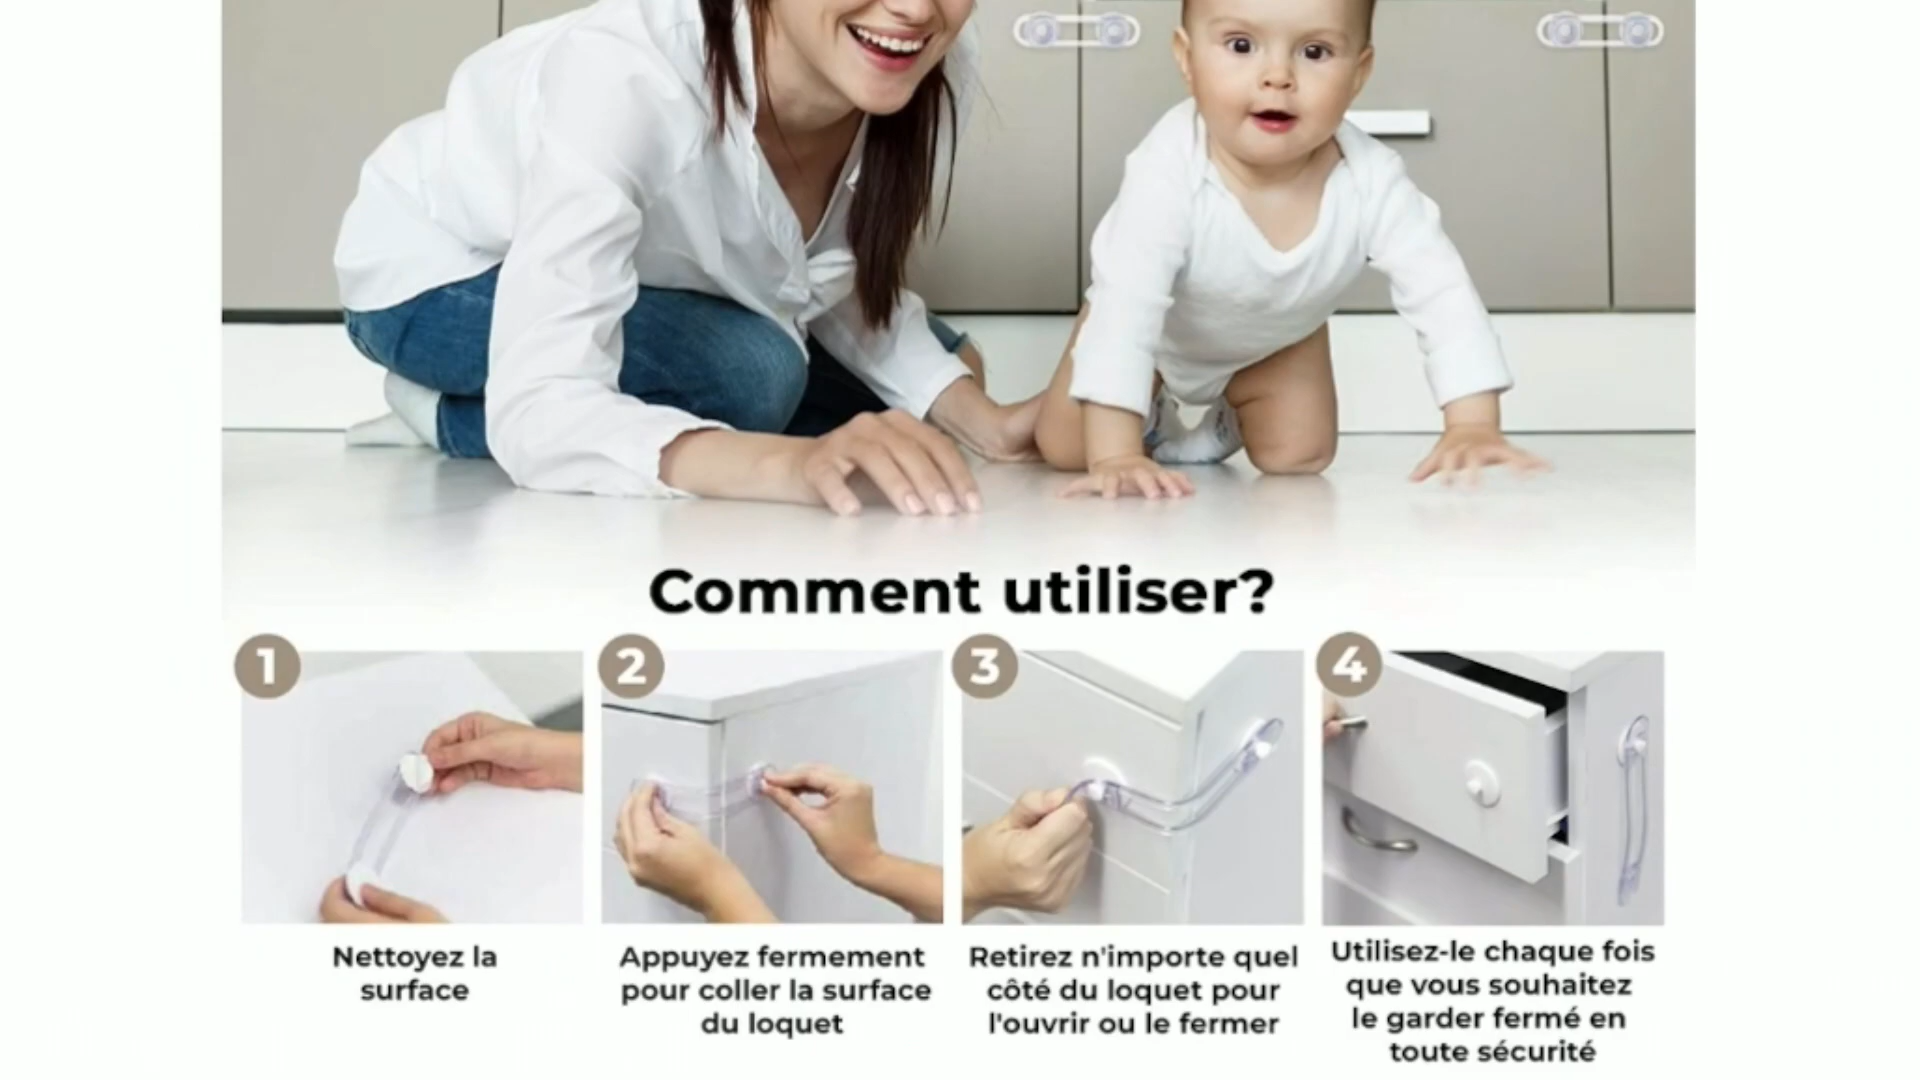 Comment utiliser?
1
2
3
4
Nettoyez la
surface
Appuyez fermement
pour coller la surface
du loquet
Retirez n'importe quel
côté du loquet pour
l'ouvrir ou le fermer
Utilisez-le chaque fois
que vous souhaitez
le garder fermé en
toute sécurité